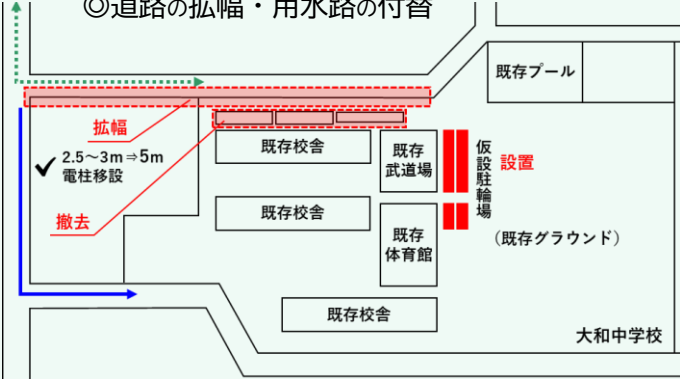 ◎道路の拡幅・用水路の付替
既存プール
拡幅
2.5～3m⇒5m
電柱移設
撤去
既存校舎
既存
武道場
仮設駐輪場
設置
既存校舎
既存
体育館
(既存グラウンド)
既存校舎
大和中学校